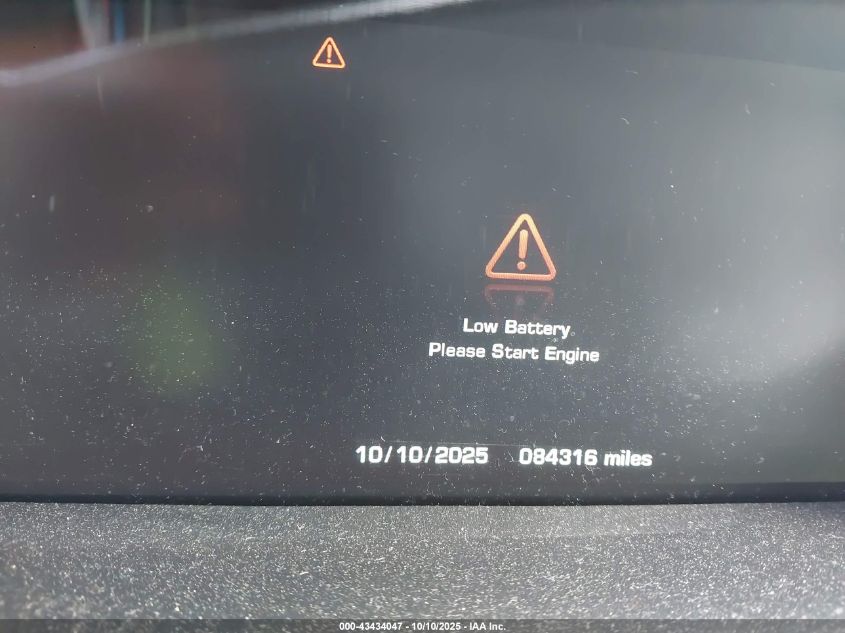 Low Battery
Please Start Engine
10/10/2025 084316 miles
000-43434047 - 10/10/2025 - IAA Inc.